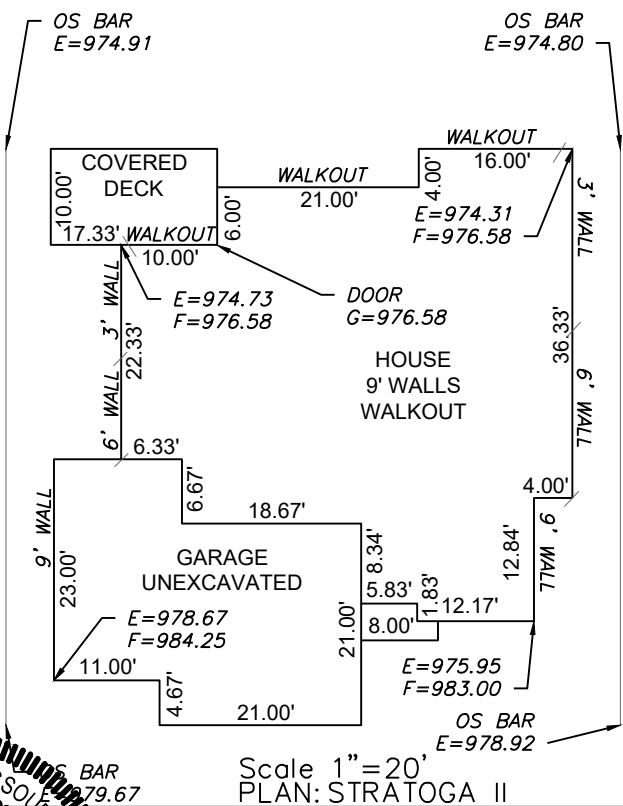 OS BAR
E=974.91
OS BAR
E=974.80
COVERED
DECK
10.00'
17.33'
WALKOUT
10.00'
6.00'
WALKOUT
21.00'
WALKOUT
16.00'
4.00'
E=974.31
F=976.58
3' WALL
36.33'
6' WALL
E=974.73
F=976.58
DOOR
G=976.58
3' WALL
22.33'
6' WALL
HOUSE
9' WALLS
WALKOUT
6.33'
6.67'
18.67'
4.00'
9' WALL
12.84'
9' WALL
23.00'
GARAGE
UNEXCAVATED
8.34'
5.83'
1.83'
12.17'
8.00'
21.00'
E=978.67
F=984.25
11.00'
4.67'
21.00'
E=975.95
F=983.00
OS BAR
E=978.92
OS BAR
E=979.67
Scale 1"=20'
PLAN: STRATOGA II